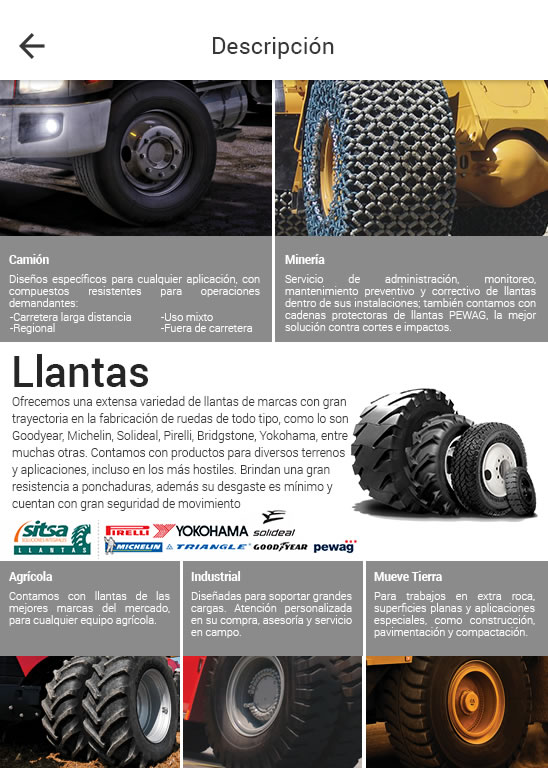 Descripción
Camión
Diseños específicos para cualquier aplicación, con
compuestos resistentes para operaciones
demandantes:
-Carretera larga distancia -Uso mixto
-Regional -Fuera de carretera
Minería
Servicio de administración, monitoreo,
mantenimiento preventivo y correctivo de llantas
dentro de sus instalaciones; también contamos con
cadenas protectoras de llantas PEWAG, la mejor
solución contra cortes e impactos.
Llantas
Ofrecemos una extensa variedad de llantas de marcas con gran
trayectoria en la fabricación de ruedas de todo tipo, como lo son
Goodyear, Michelin, Solideal, Pirelli, Bridgstone, Yokohama, entre
muchas otras. Contamos con productos para diversos terrenos
y aplicaciones, incluso en los más hostiles. Brindan una gran
resistencia a ponchaduras, además su desgaste es mínimo y
cuentan con gran seguridad de movimiento
sitsa
LLANTAS
PIRELLI YOKOHAMA solideal
MICHELIN TRIANGLE GOODYEAR pewag
Agrícola
Contamos con llantas de las
mejores marcas del mercado,
para cualquier equipo agrícola.
Industrial
Diseñadas para soportar grandes
cargas. Atención personalizada
en su compra, asesoría y servicio
en campo.
Mueve Tierra
Para trabajos en extra roca,
superficies planas y aplicaciones
especiales, como construcción,
pavimentación y compactación.